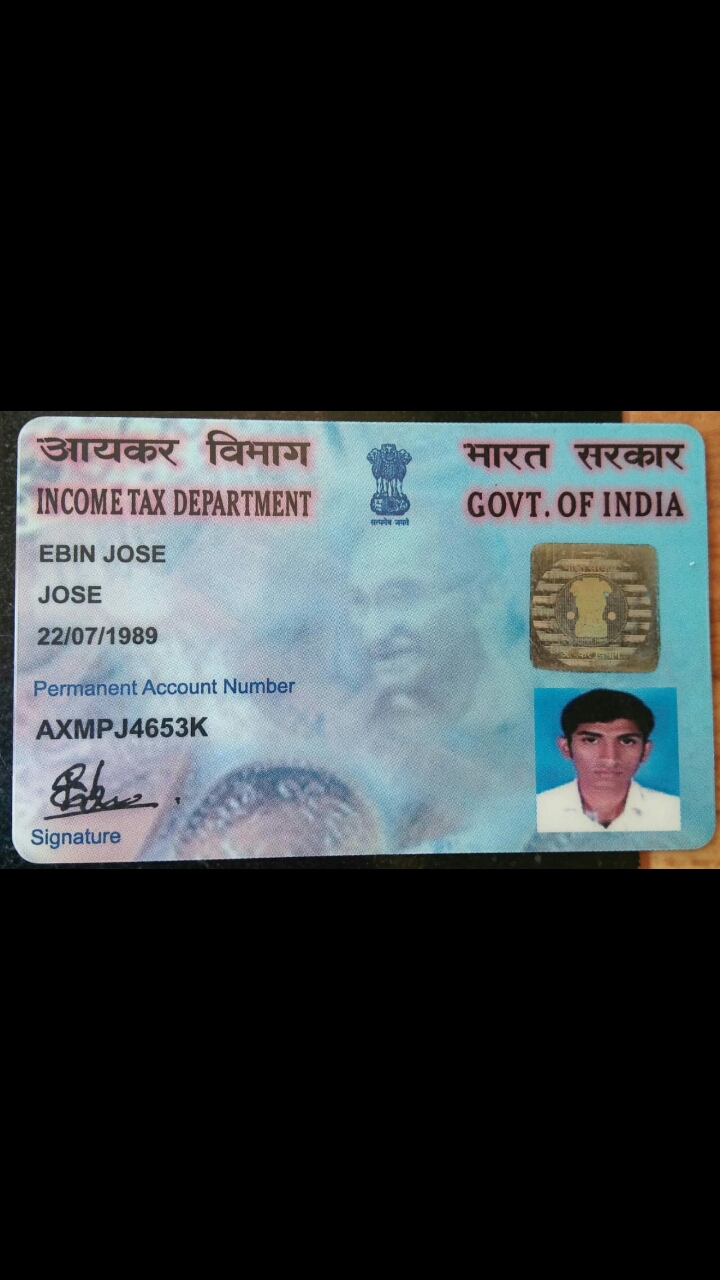 आयकर विभाग
भारत सरकार
INCOME TAX DEPARTMENT
GOVT. OF INDIA
सत्यमेव जयते
EBIN JOSE
JOSE
22/07/1989
Permanent Account Number
AXMPJ4653K
Signature